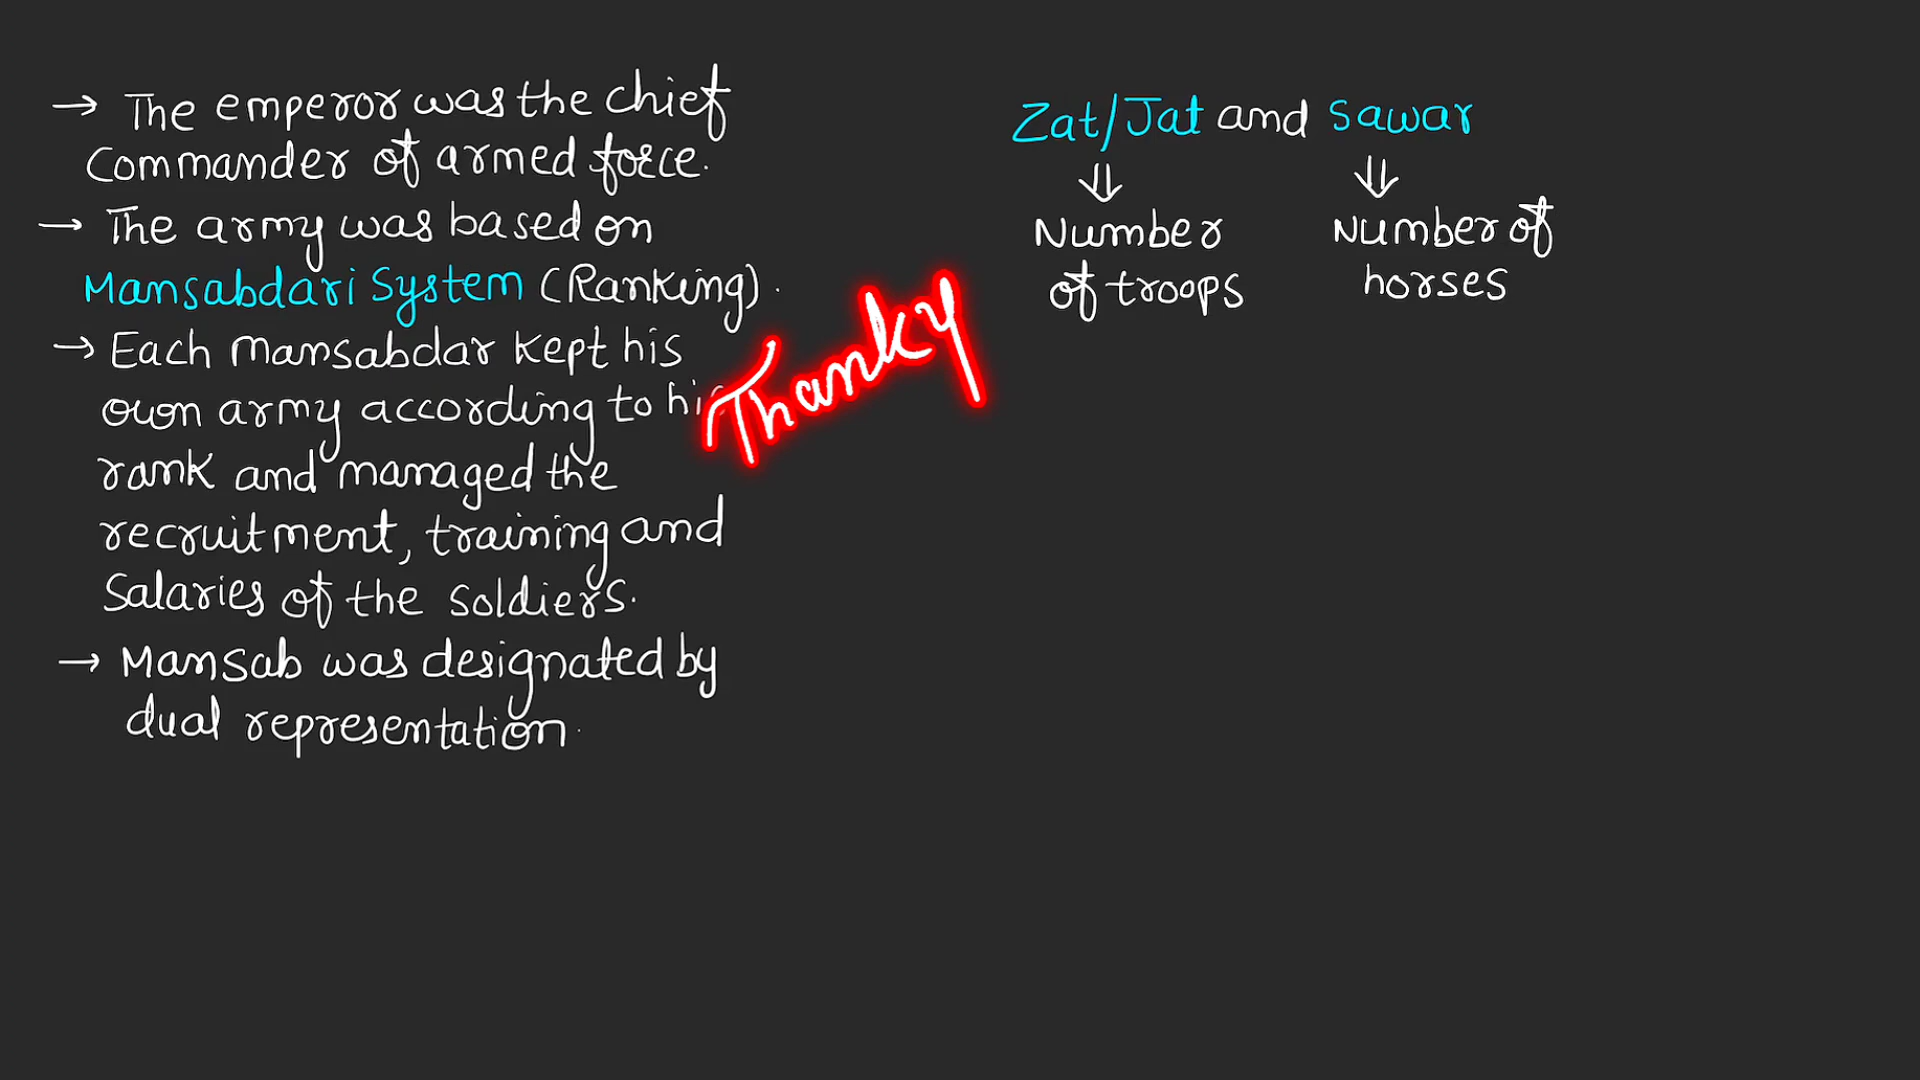 → The emperor was the chief
Commander of armed force.
→ The army was based on
Mansabdari System (Ranking).
→ Each Mansabdar kept his
own army according to his
rank and managed the
recruitment, training and
Salaries of the soldiers.
→ Mansab was designated by
dual representation.
Thanky
Zat/Jat and Sawar
⇓ ⇓
Number Number of
of troops horses